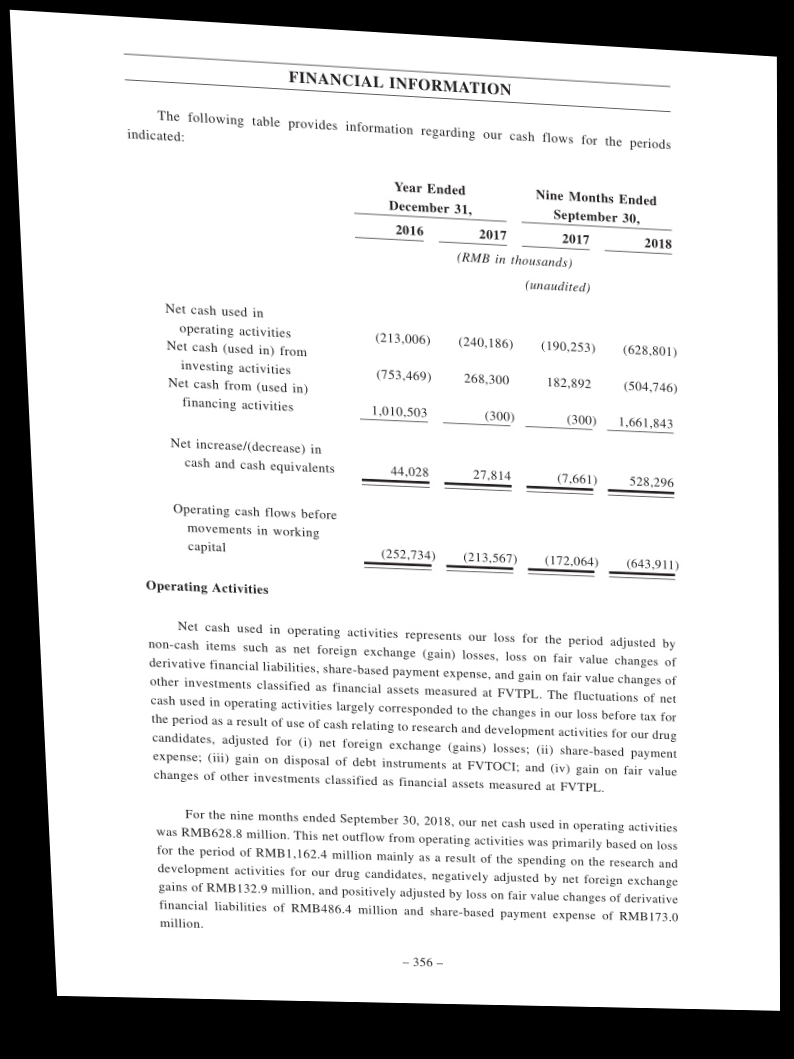 FINANCIAL INFORMATION
The following table provides information regarding our cash flows for the periods
indicated:
Year Ended
December 31,
Nine Months Ended
September 30,
2016 2017 2017 2018
(RMB in thousands)
(unaudited)
Net cash used in
operating activities (213,006) (240,186) (190,253) (628,801)
Net cash (used in) from
investing activities (753,469) 268,300 182,892 (504,746)
Net cash from (used in)
financing activities 1,010,503 (300) (300) 1,661,843
Net increase/(decrease) in
cash and cash equivalents 44,028 27,814 (7,661) 528,296
Operating cash flows before
movements in working
capital (252,734) (213,567) (172,064) (643,911)
Operating Activities
Net cash used in operating activities represents our loss for the period adjusted by
non-cash items such as net foreign exchange (gain) losses, loss on fair value changes of
derivative financial liabilities, share-based payment expense, and gain on fair value changes of
other investments classified as financial assets measured at FVTPL. The fluctuations of net
cash used in operating activities largely corresponded to the changes in our loss before tax for
the period as a result of use of cash relating to research and development activities for our drug
candidates, adjusted for (i) net foreign exchange (gains) losses; (ii) share-based payment
expense; (iii) gain on disposal of debt instruments at FVTOCI; and (iv) gain on fair value
changes of other investments classified as financial assets measured at FVTPL.
For the nine months ended September 30, 2018, our net cash used in operating activities
was RMB628.8 million. This net outflow from operating activities was primarily based on loss
for the period of RMB1,162.4 million mainly as a result of the spending on the research and
development activities for our drug candidates, negatively adjusted by net foreign exchange
gains of RMB132.9 million, and positively adjusted by loss on fair value changes of derivative
financial liabilities of RMB486.4 million and share-based payment expense of RMB173.0
million.
– 356 –